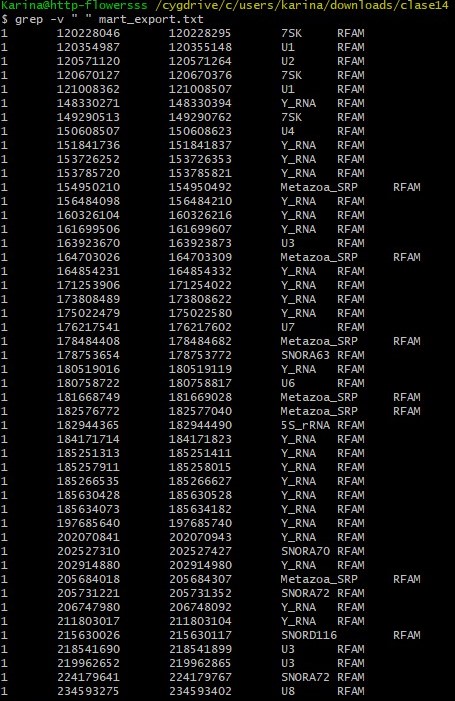 Karina@http-flowersss /cygdrive/c/users/karina/downloads/clase14
$ grep -v " " mart_export.txt
1 120228046 120228295 7SK RFAM
1 120354987 120355148 U1 RFAM
1 120571120 120571264 U2 RFAM
1 120670127 120670376 7SK RFAM
1 121008362 121008507 U1 RFAM
1 148330271 148330394 Y_RNA RFAM
1 149290513 149290762 7SK RFAM
1 150608507 150608623 U4 RFAM
1 151841736 151841837 Y_RNA RFAM
1 153726252 153726353 Y_RNA RFAM
1 153785720 153785821 Y_RNA RFAM
1 154950210 154950492 Metazoa_SRP RFAM
1 156484098 156484210 Y_RNA RFAM
1 160326104 160326216 Y_RNA RFAM
1 161699506 161699607 Y_RNA RFAM
1 163923670 163923873 U3 RFAM
1 164703026 164703309 Metazoa_SRP RFAM
1 164854231 164854332 Y_RNA RFAM
1 171253906 171254022 Y_RNA RFAM
1 173808489 173808622 Y_RNA RFAM
1 175022479 175022580 Y_RNA RFAM
1 176217541 176217602 U7 RFAM
1 178484408 178484682 Metazoa_SRP RFAM
1 178753654 178753772 SNORA63 RFAM
1 180519016 180519119 Y_RNA RFAM
1 180758722 180758817 U6 RFAM
1 181668749 181669028 Metazoa_SRP RFAM
1 182576772 182577040 Metazoa_SRP RFAM
1 182944365 182944490 5S_rRNA RFAM
1 184171714 184171823 Y_RNA RFAM
1 185251313 185251411 Y_RNA RFAM
1 185257911 185258015 Y_RNA RFAM
1 185266535 185266627 Y_RNA RFAM
1 185630428 185630528 Y_RNA RFAM
1 185634073 185634182 Y_RNA RFAM
1 197685640 197685740 Y_RNA RFAM
1 202070841 202070943 Y_RNA RFAM
1 202527310 202527427 SNORA70 RFAM
1 202914880 202914980 Y_RNA RFAM
1 205684018 205684307 Metazoa_SRP RFAM
1 205731221 205731352 SNORA72 RFAM
1 206747980 206748092 Y_RNA RFAM
1 211803017 211803104 Y_RNA RFAM
1 215630026 215630117 SNORD116 RFAM
1 218541690 218541899 U3 RFAM
1 219962652 219962865 U3 RFAM
1 224179641 224179767 SNORA72 RFAM
1 234593275 234593402 U8 RFAM